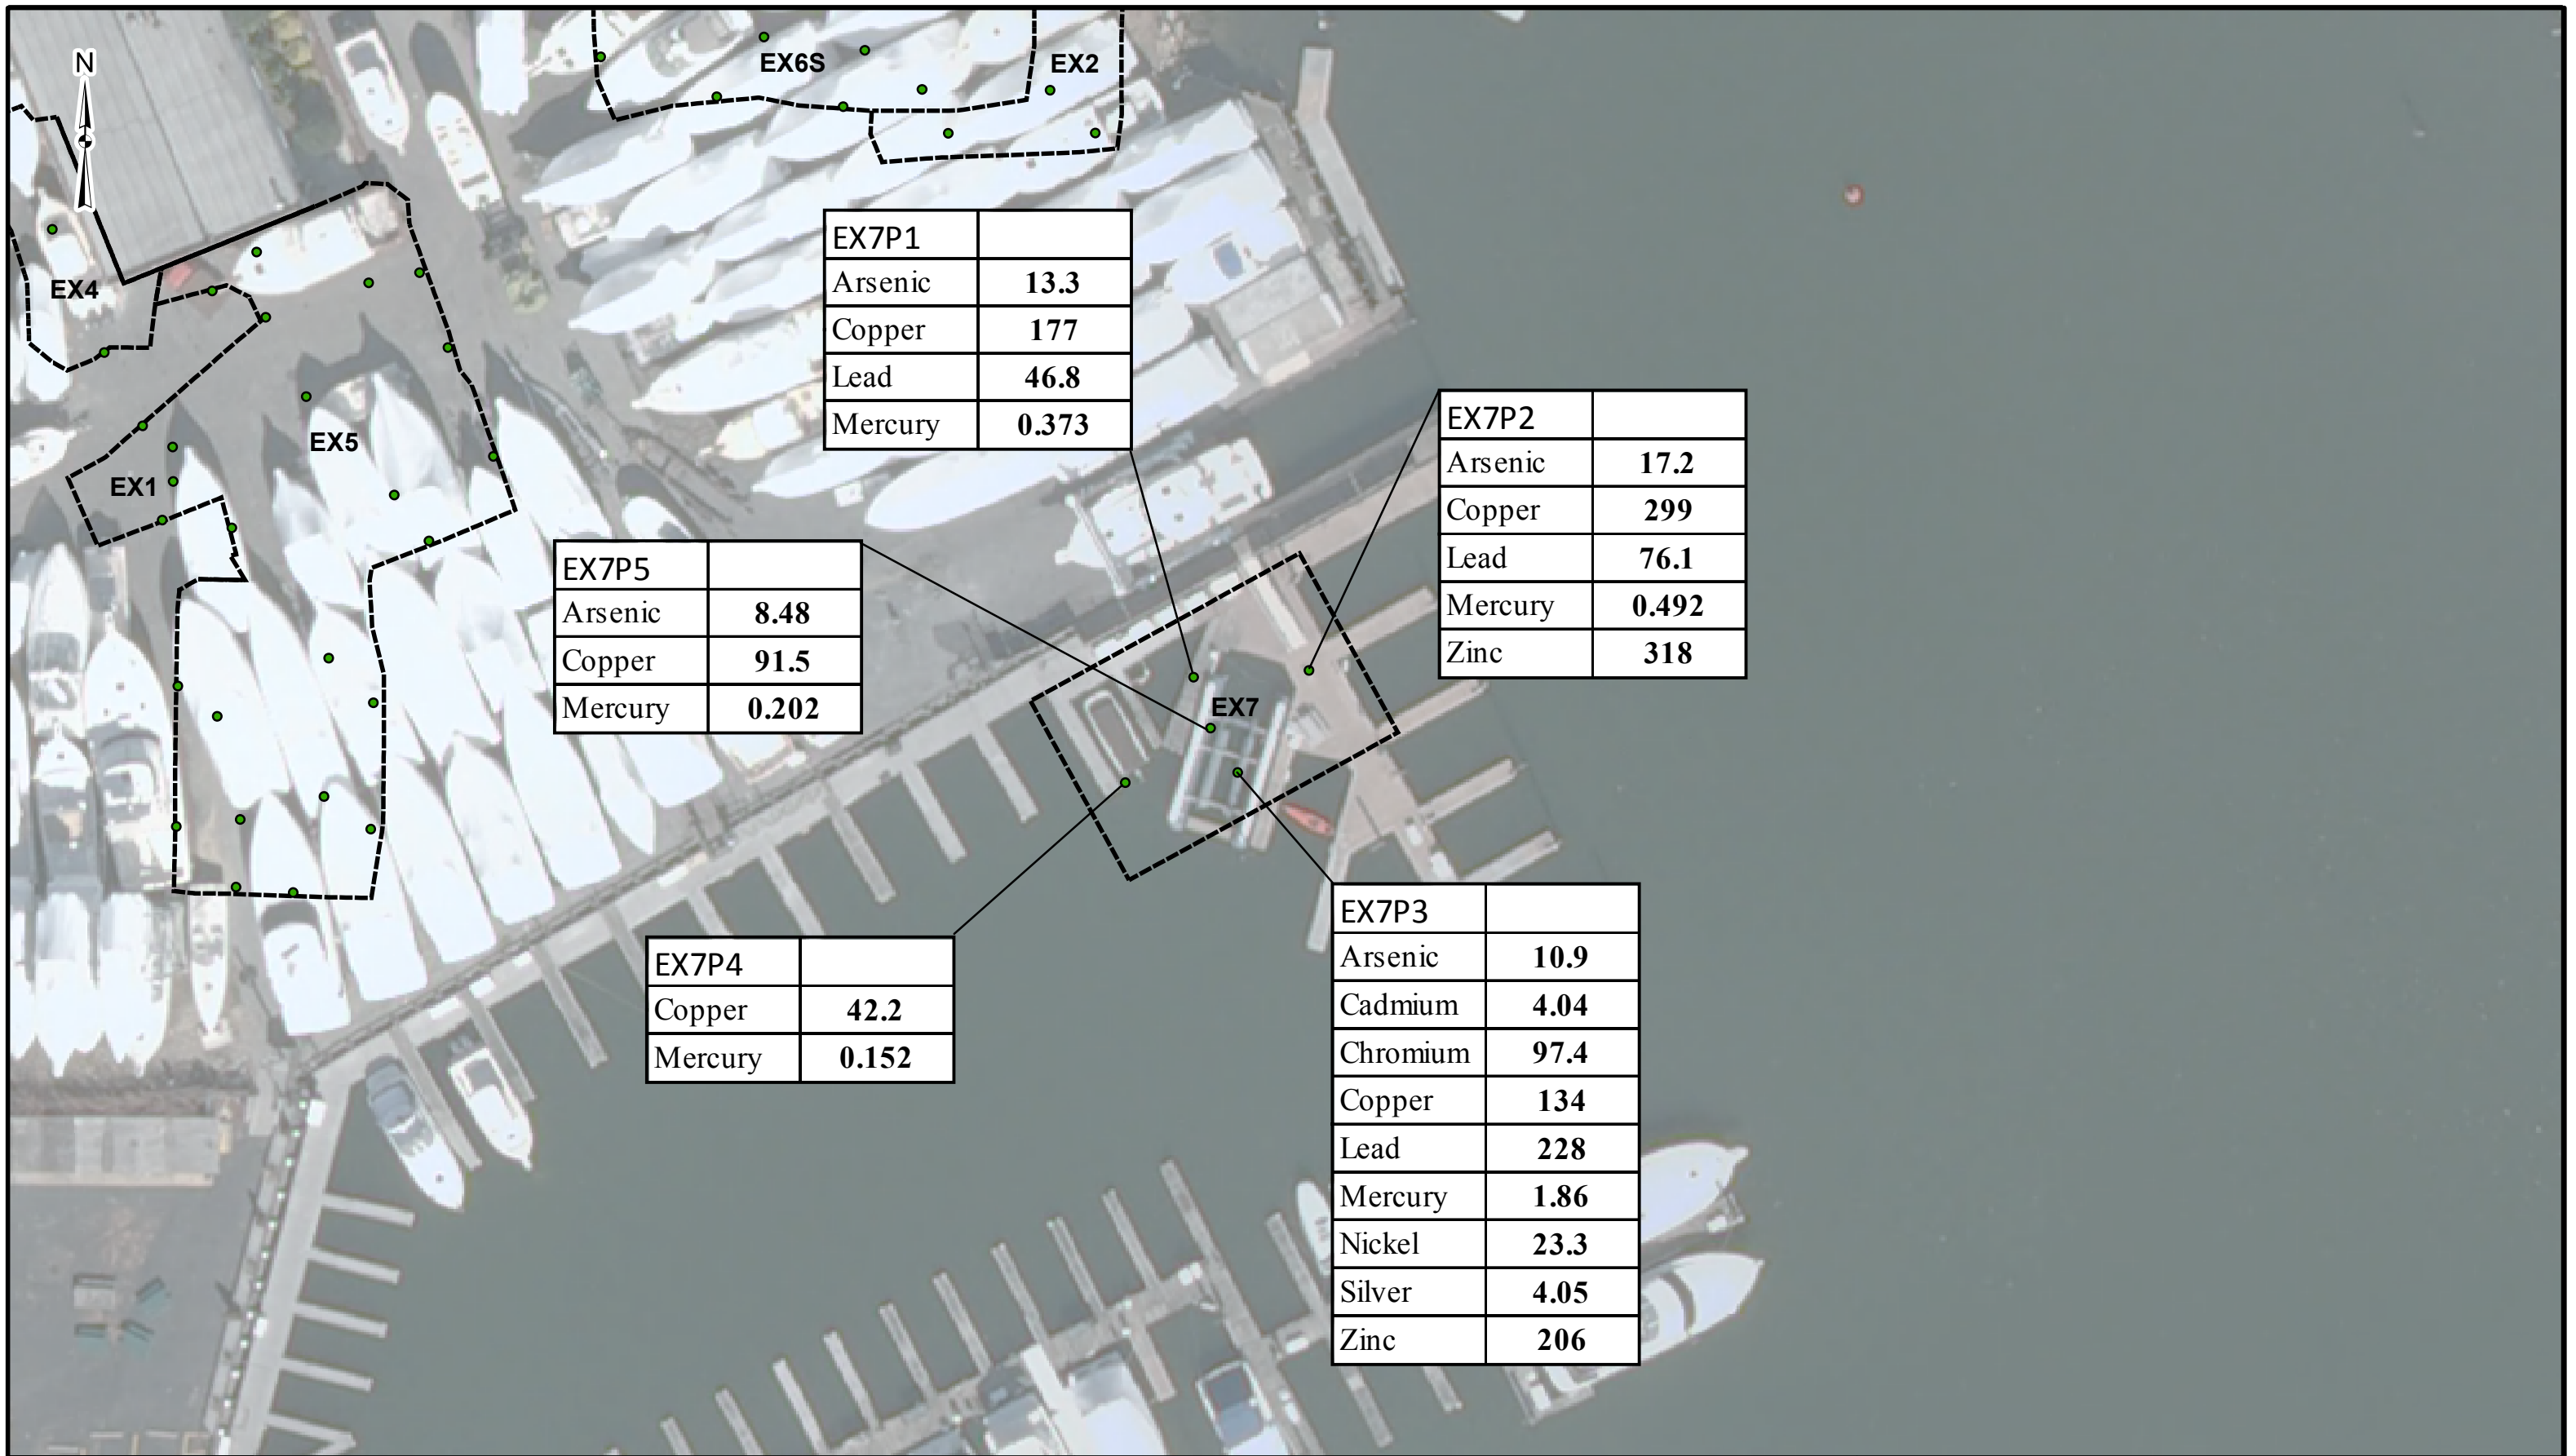 N
EX6S
EX2
EX4
EX5
EX1
EX7P1
Arsenic 13.3
Copper 177
Lead 46.8
Mercury 0.373
EX7P2
Arsenic 17.2
Copper 299
Lead 76.1
Mercury 0.492
Zinc 318
EX7P5
Arsenic 8.48
Copper 91.5
Mercury 0.202
EX7
EX7P4
Copper 42.2
Mercury 0.152
EX7P3
Arsenic 10.9
Cadmium 4.04
Chromium 97.4
Copper 134
Lead 228
Mercury 1.86
Nickel 23.3
Silver 4.05
Zinc 206